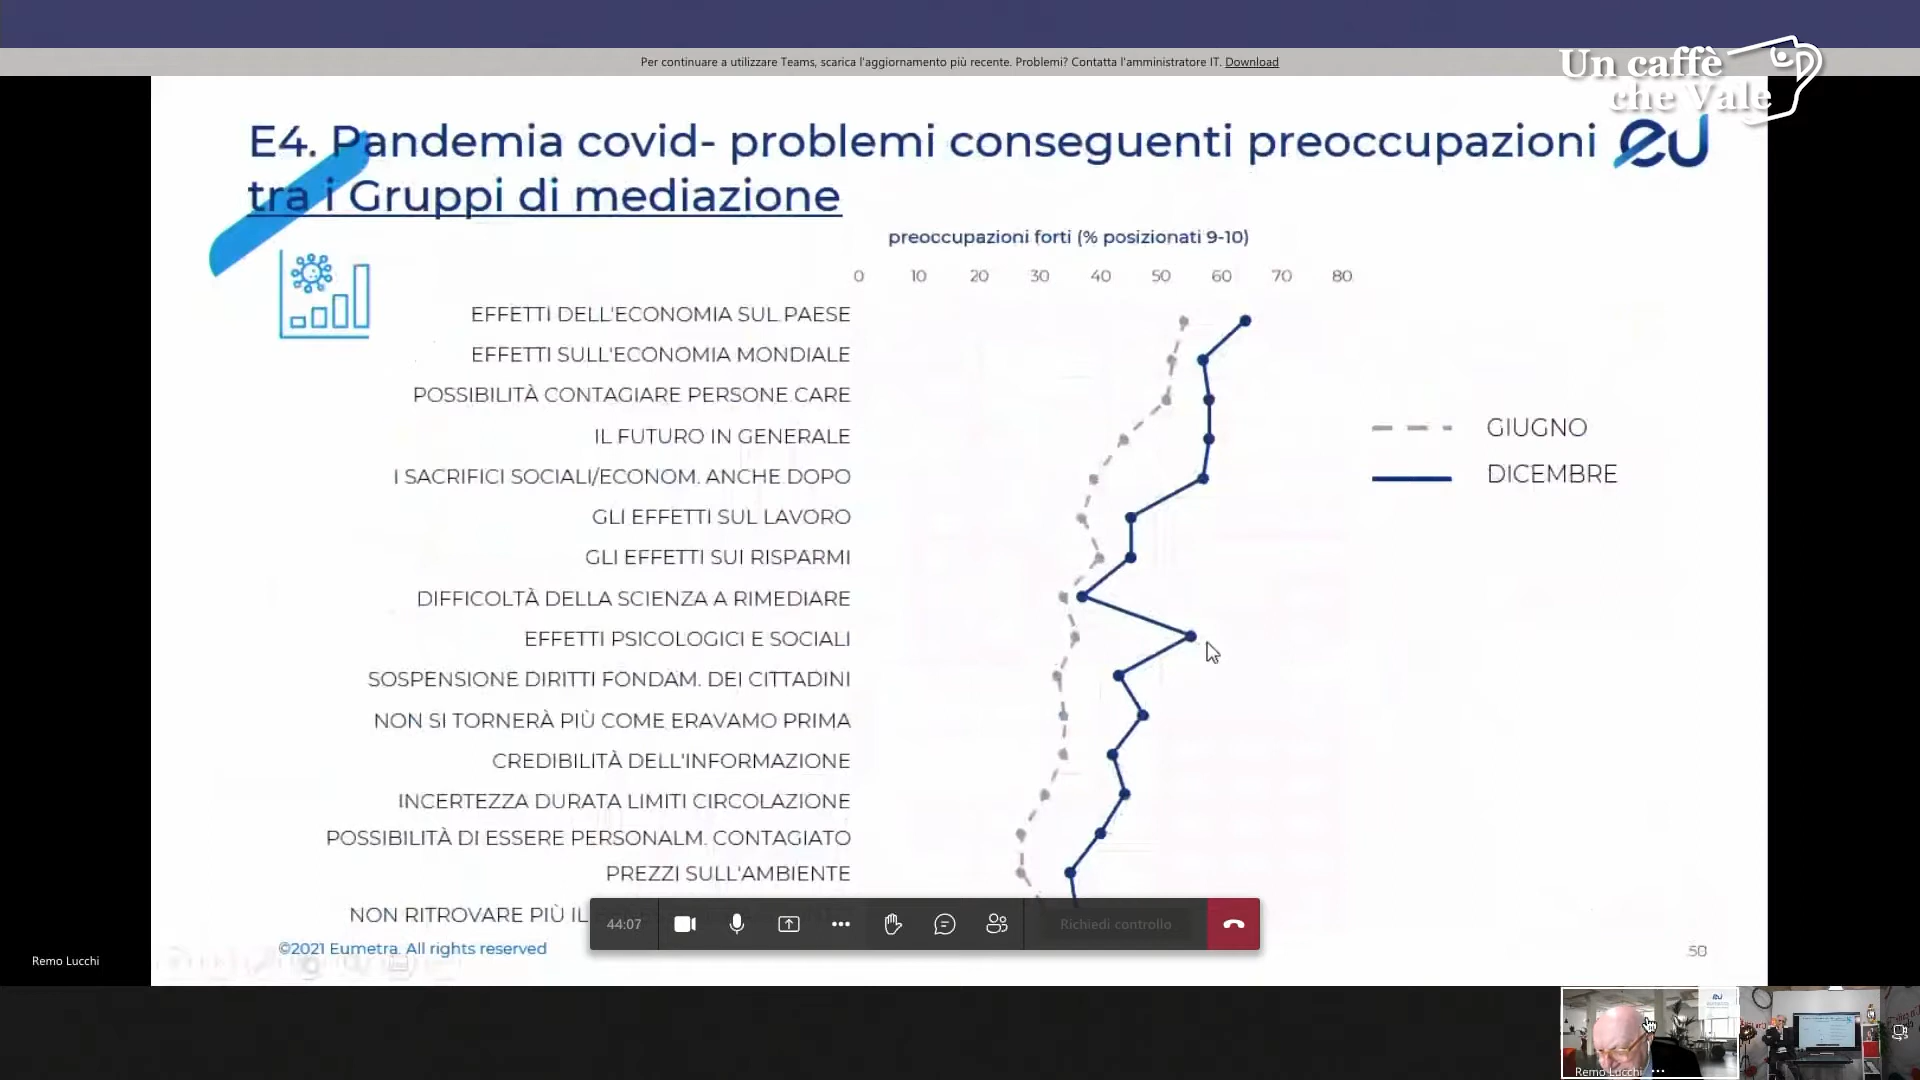 Per continuare a utilizzare Teams, scarica l'aggiornamento più recente. Problemi? Contatta l'amministratore IT. Download
Un caffè
che Vale
E4. Pandemia covid- problemi conseguenti preoccupazioni
eu
tra i Gruppi di mediazione
preoccupazioni forti (% posizionati 9-10)
0 10 20 30 40 50 60 70 80
EFFETTI DELL'ECONOMIA SUL PAESE
EFFETTI SULL'ECONOMIA MONDIALE
POSSIBILITÀ CONTAGIARE PERSONE CARE
IL FUTURO IN GENERALE
I SACRIFICI SOCIALI/ECONOM. ANCHE DOPO
GLI EFFETTI SUL LAVORO
GLI EFFETTI SUI RISPARMI
DIFFICOLTÀ DELLA SCIENZA A RIMEDIARE
EFFETTI PSICOLOGICI E SOCIALI
SOSPENSIONE DIRITTI FONDAM. DEI CITTADINI
NON SI TORNERÀ PIÙ COME ERAVAMO PRIMA
CREDIBILITÀ DELL'INFORMAZIONE
INCERTEZZA DURATA LIMITI CIRCOLAZIONE
POSSIBILITÀ DI ESSERE PERSONALM. CONTAGIATO
PREZZI SULL'AMBIENTE
NON RITROVARE PIÙ IL
GIUGNO
DICEMBRE
44:07
Richiedi controllo
©2021 Eumetra. All rights reserved
58
Remo Lucchi
Remo Lucchi